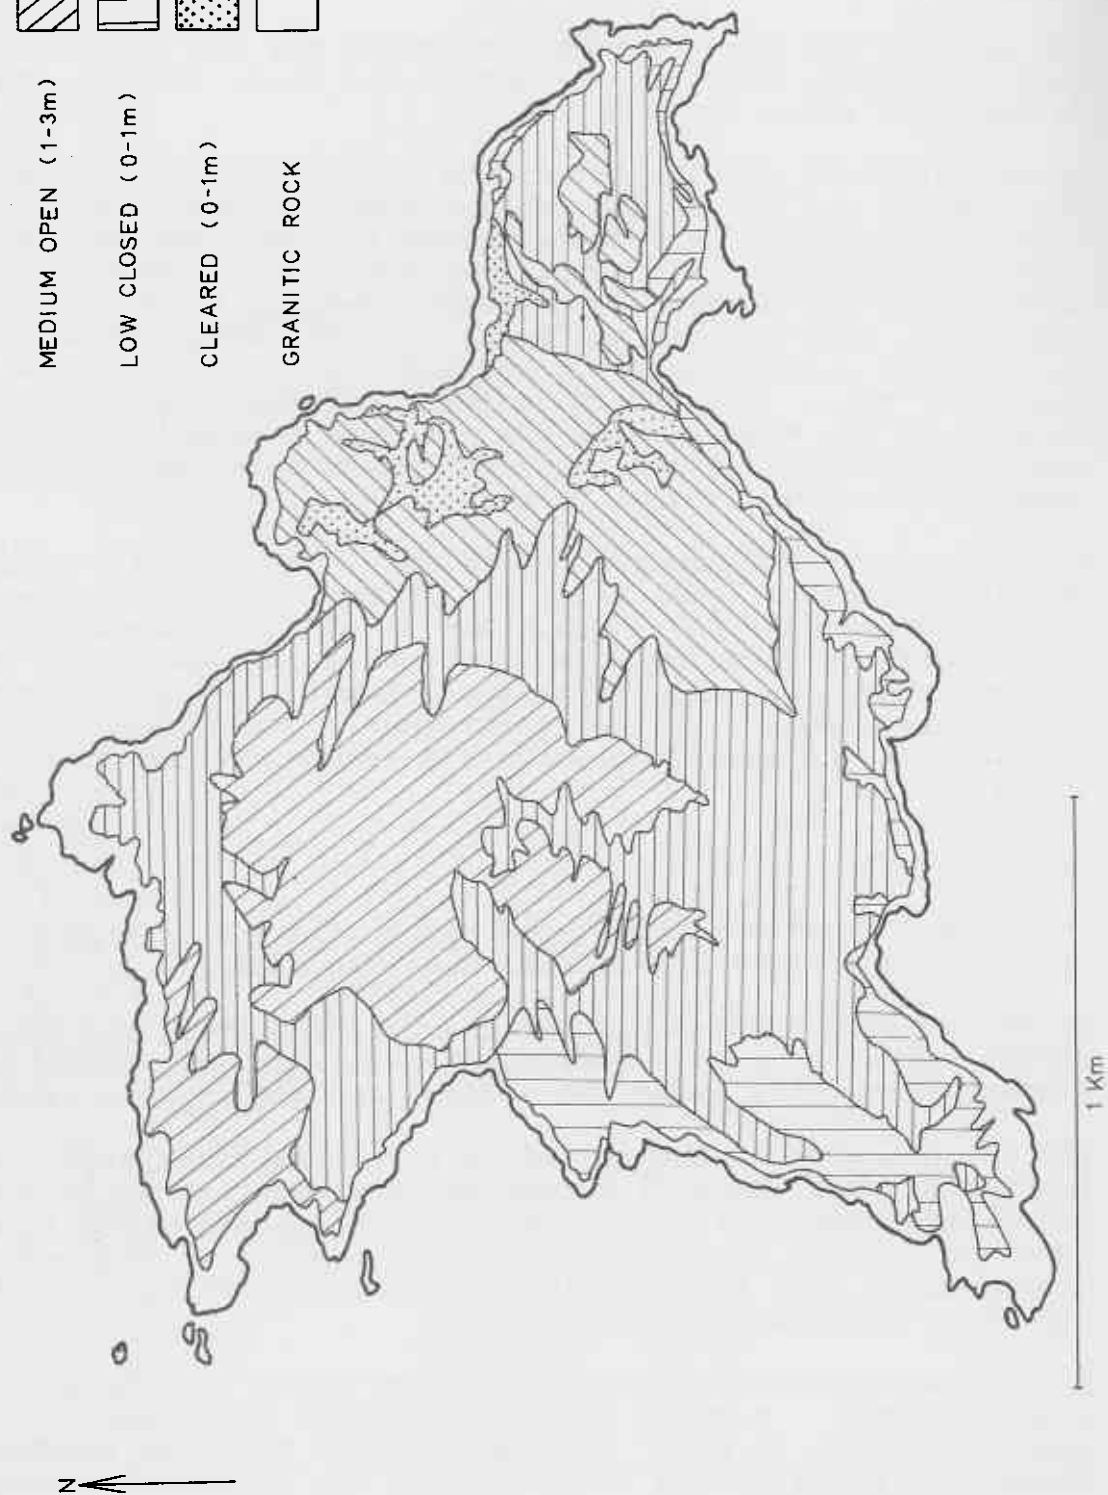 MEDIUM OPEN (1-3m)
LOW CLOSED (0-1m)
CLEARED (0-1m)
GRANITIC ROCK
1 Km
N